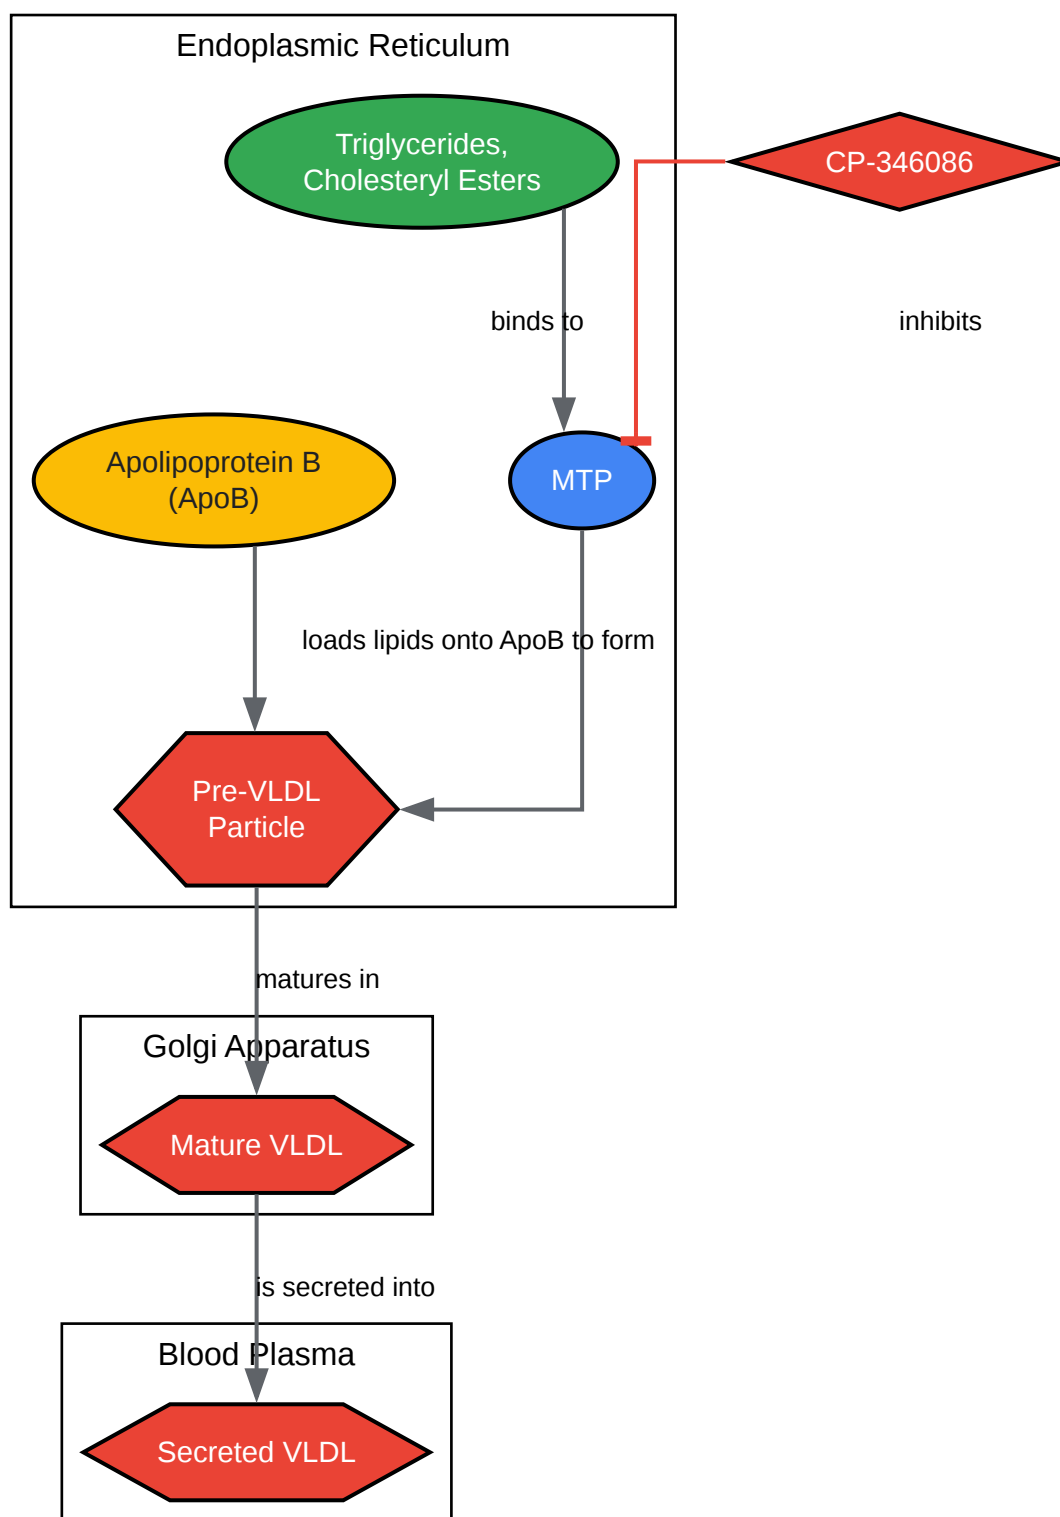 Endoplasmic Reticulum
Triglycerides,
Cholesteryl Esters
CP-346086
binds to
inhibits
Apolipoprotein B
(ApoB)
MTP
loads lipids onto ApoB to form
Pre-VLDL
Particle
matures in
Golgi Apparatus
Mature VLDL
is secreted into
Blood Plasma
Secreted VLDL